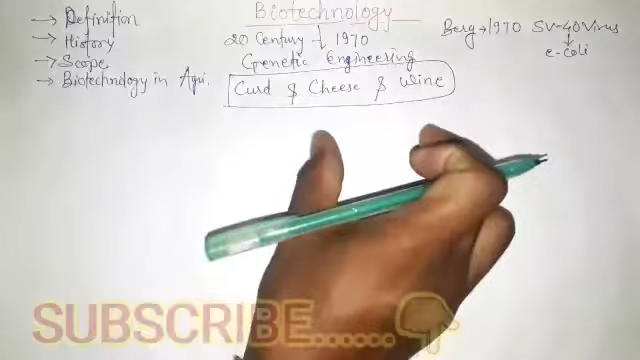 Biotechnology
→ Definition
→ History
→ Scope
→ Biotechnology in Agri.
20 Century ↓ 1970
Genetic Engineering
Curd & Cheese & Wine
Berg → 1970 SV-40 Virus
↓
e-coli
SUBSCRIBE......